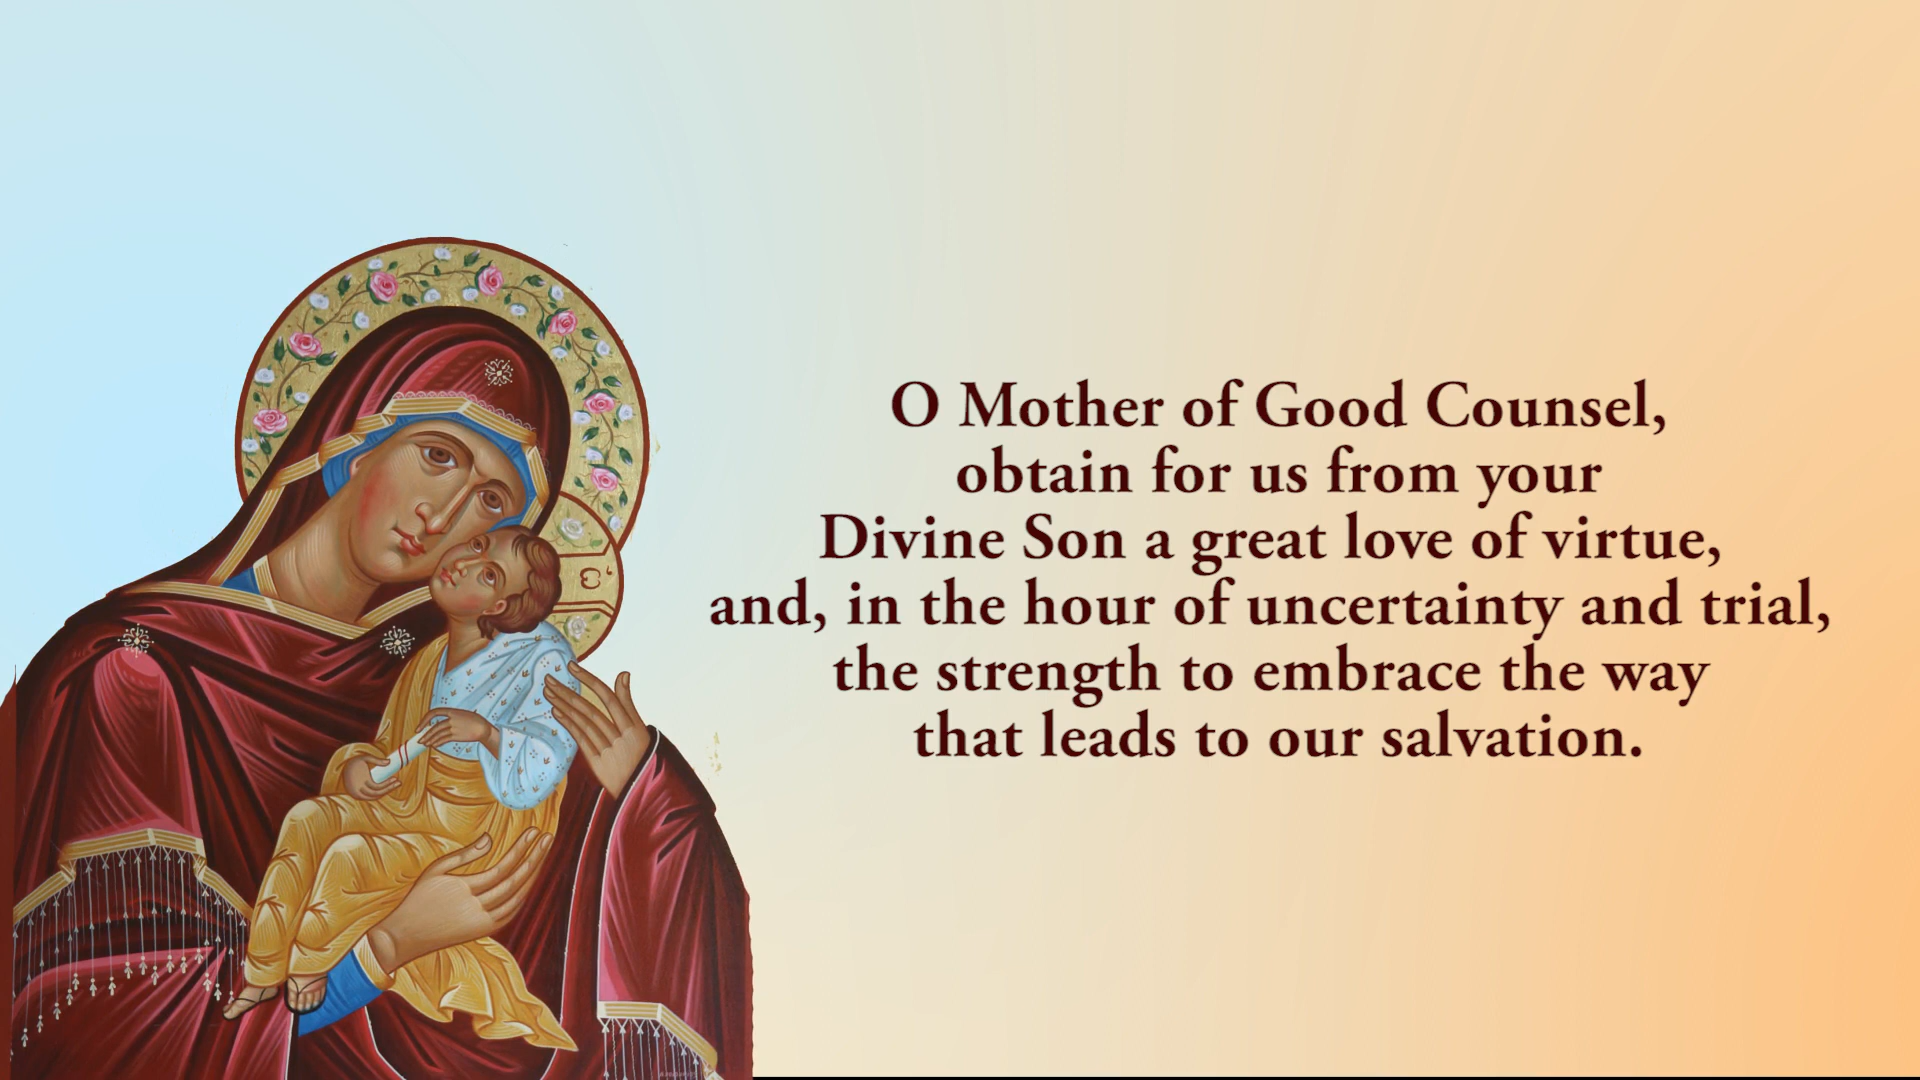 O Mother of Good Counsel,
obtain for us from your
Divine Son a great love of virtue,
and, in the hour of uncertainty and trial,
the strength to embrace the way
that leads to our salvation.